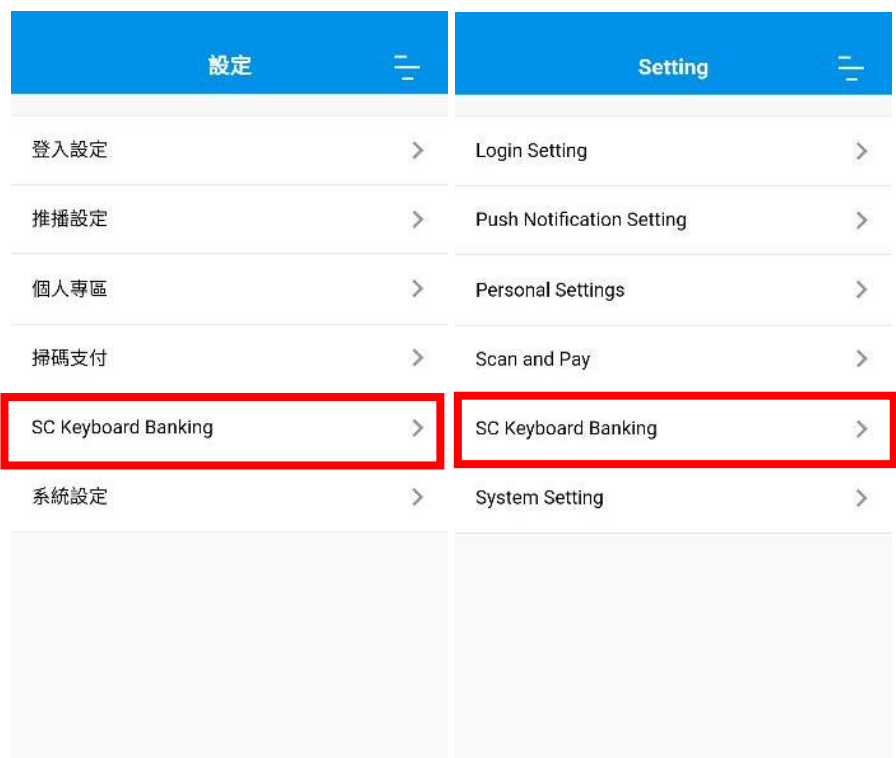 設定
登入設定
推播設定
個人專區
掃碼支付
SC Keyboard Banking
系統設定
Setting
Login Setting
Push Notification Setting
Personal Settings
Scan and Pay
SC Keyboard Banking
System Setting